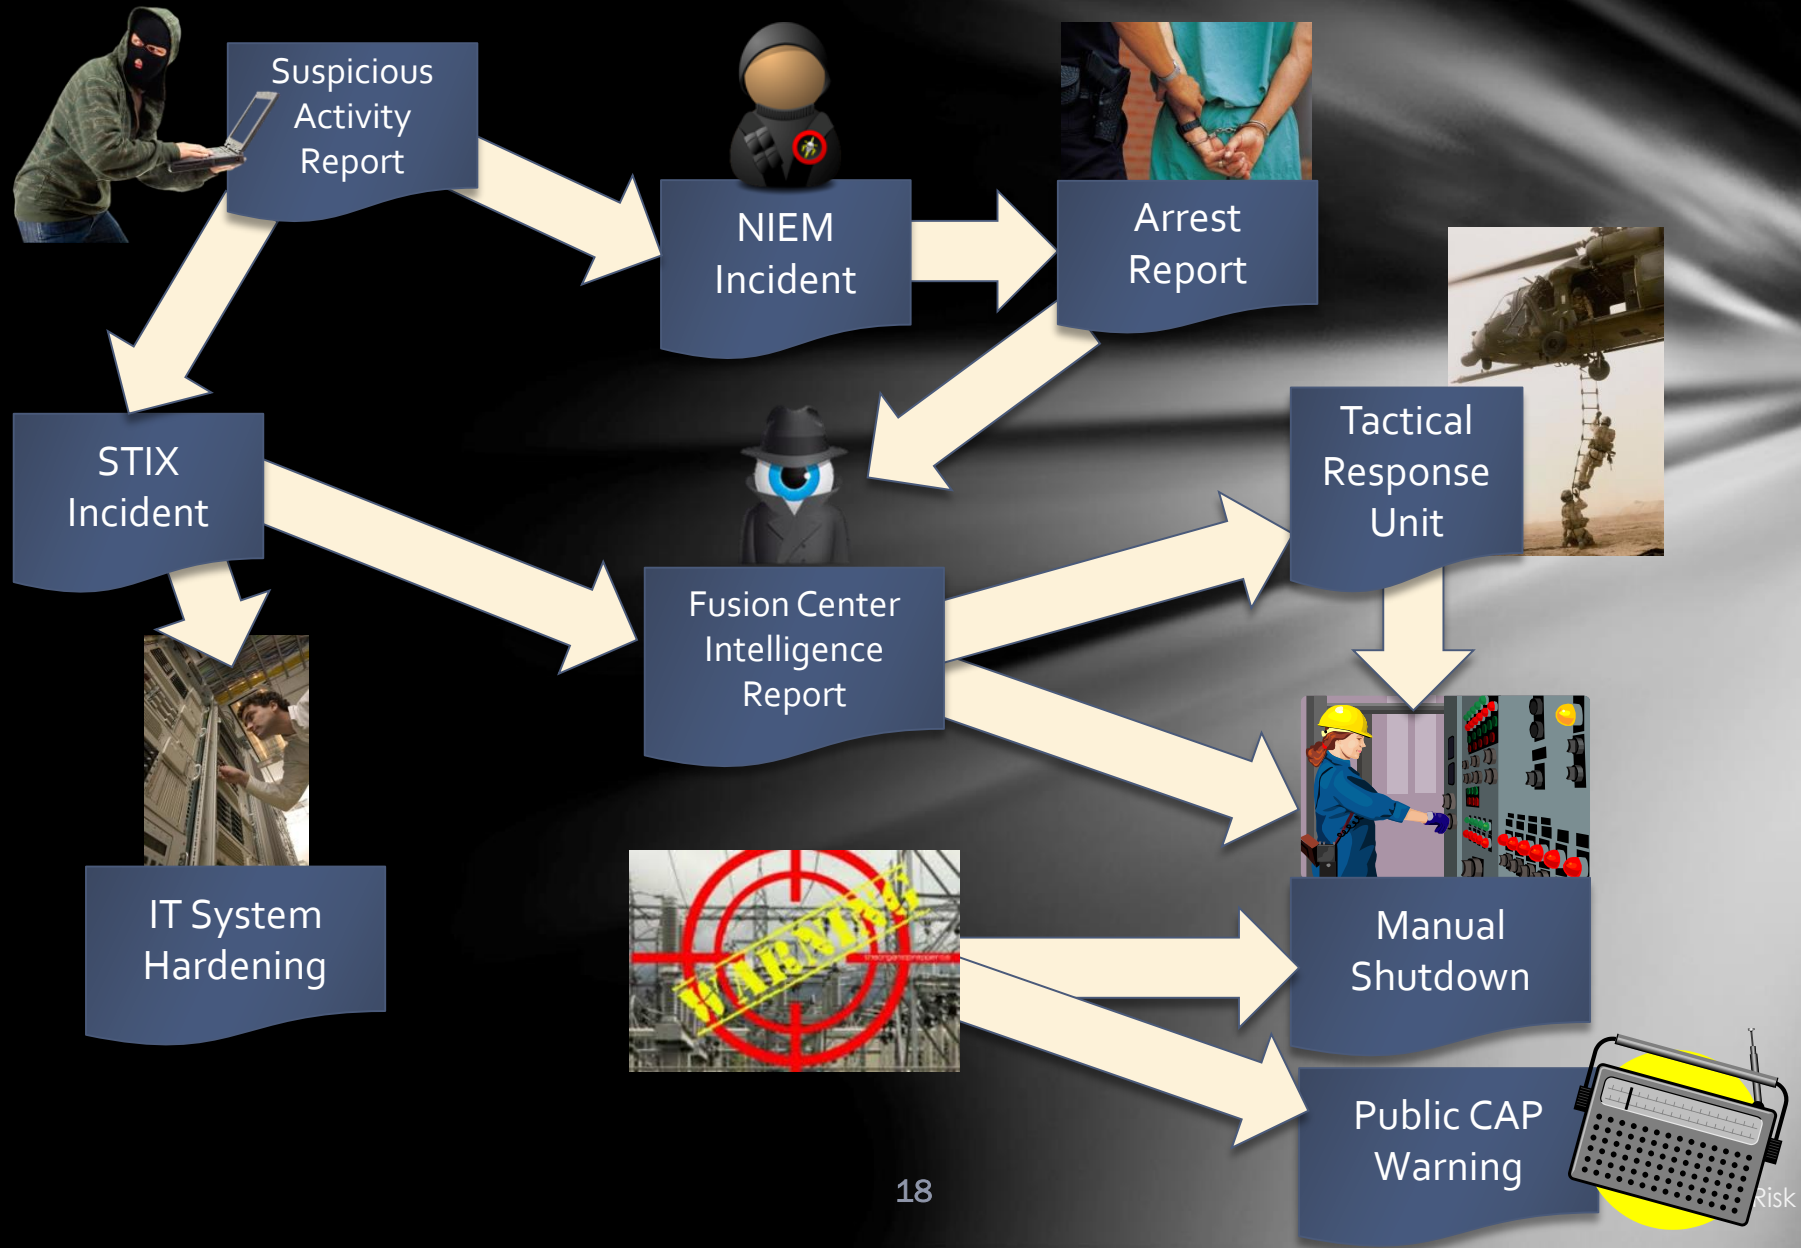 Suspicious
Activity
Report
NIEM
Incident
Arrest
Report
STIX
Incident
Tactical
Response
Unit
Fusion Center
Intelligence
Report
IT System
Hardening
WARNING
Manual
Shutdown
Public CAP
Warning
18
Risk